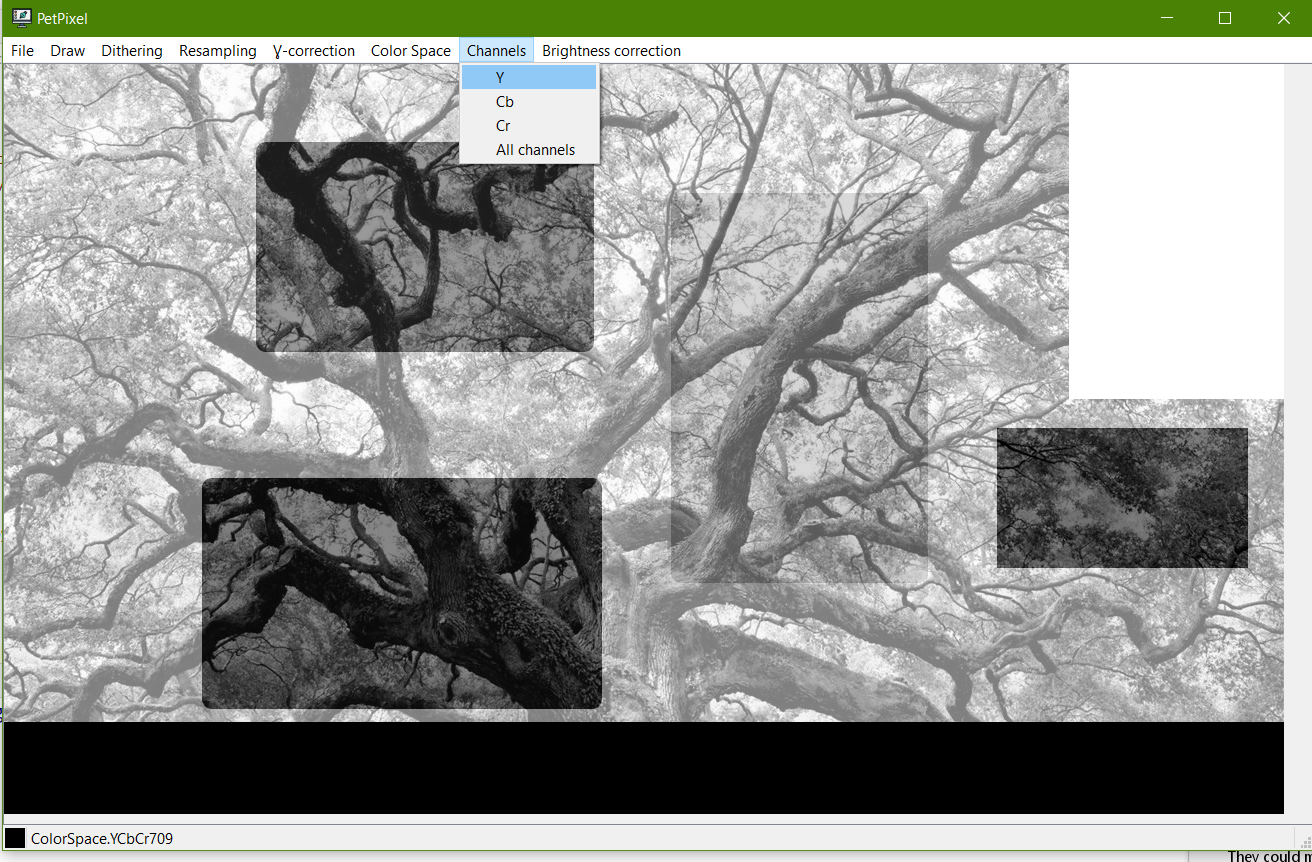 PetPixel
File Draw Dithering Resampling Ɣ-correction Color Space Channels Brightness correction
Y
Cb
Cr
All channels
ColorSpace.YCbCr709
They could